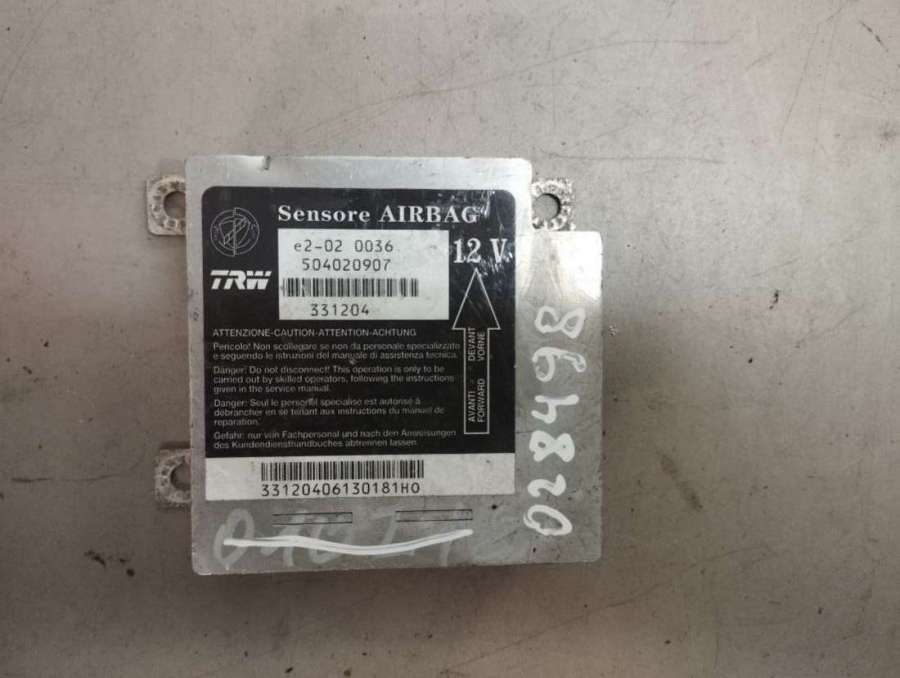 Sensore AIRBAG
e2-02 0036
504020907
12 V
TRW
331204
ATTENZIONE-CAUTION-ATTENTION-ACHTUNG
Pericolo! Non scollegare se non da personale specializzato
e seguendo le istruzioni del manuale di assistenza tecnica.
Danger: Do not disconnect! This operation is only to be
carried out by skilled operators, following the instructions
given in the service manual.
Danger: Seul le personnel spécialisé est autorisé à
débrancher en se tenant aux instructions du manuel de
reparation.
Gefahr: nur von Fachpersonal und nach den Anweisungen
des Kundendiensthandbuches abtrennen lassen.
AVANTI DEVANT
FORWARD VORNE
33120406130181H0
028498